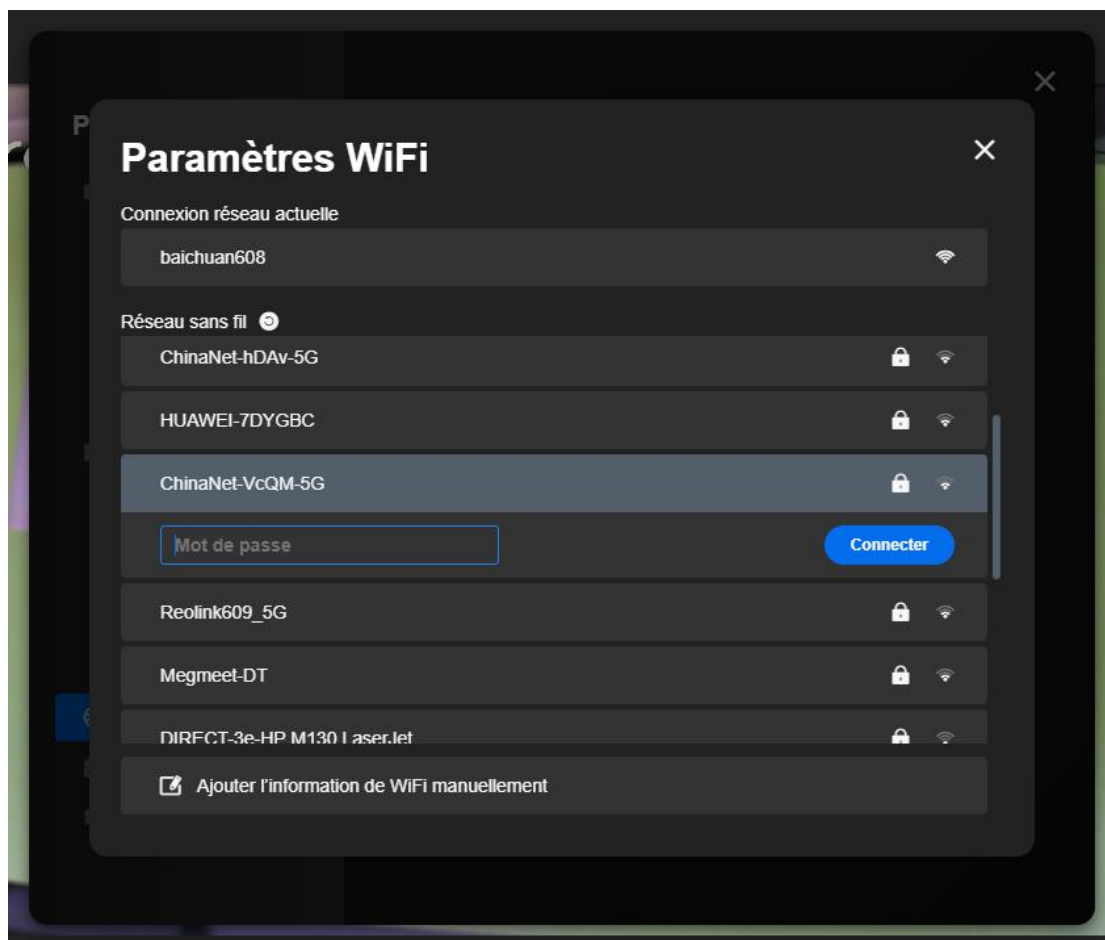 Paramètres WiFi
Connexion réseau actuelle
baichuan608
Réseau sans fil
ChinaNet-hDAv-5G
HUAWEI-7DYGBC
ChinaNet-VcQM-5G
Mot de passe
Connecter
Reolink609_5G
Megmeet-DT
DIRECT-3e-HP M130 LaserJet
Ajouter l'information de WiFi manuellement